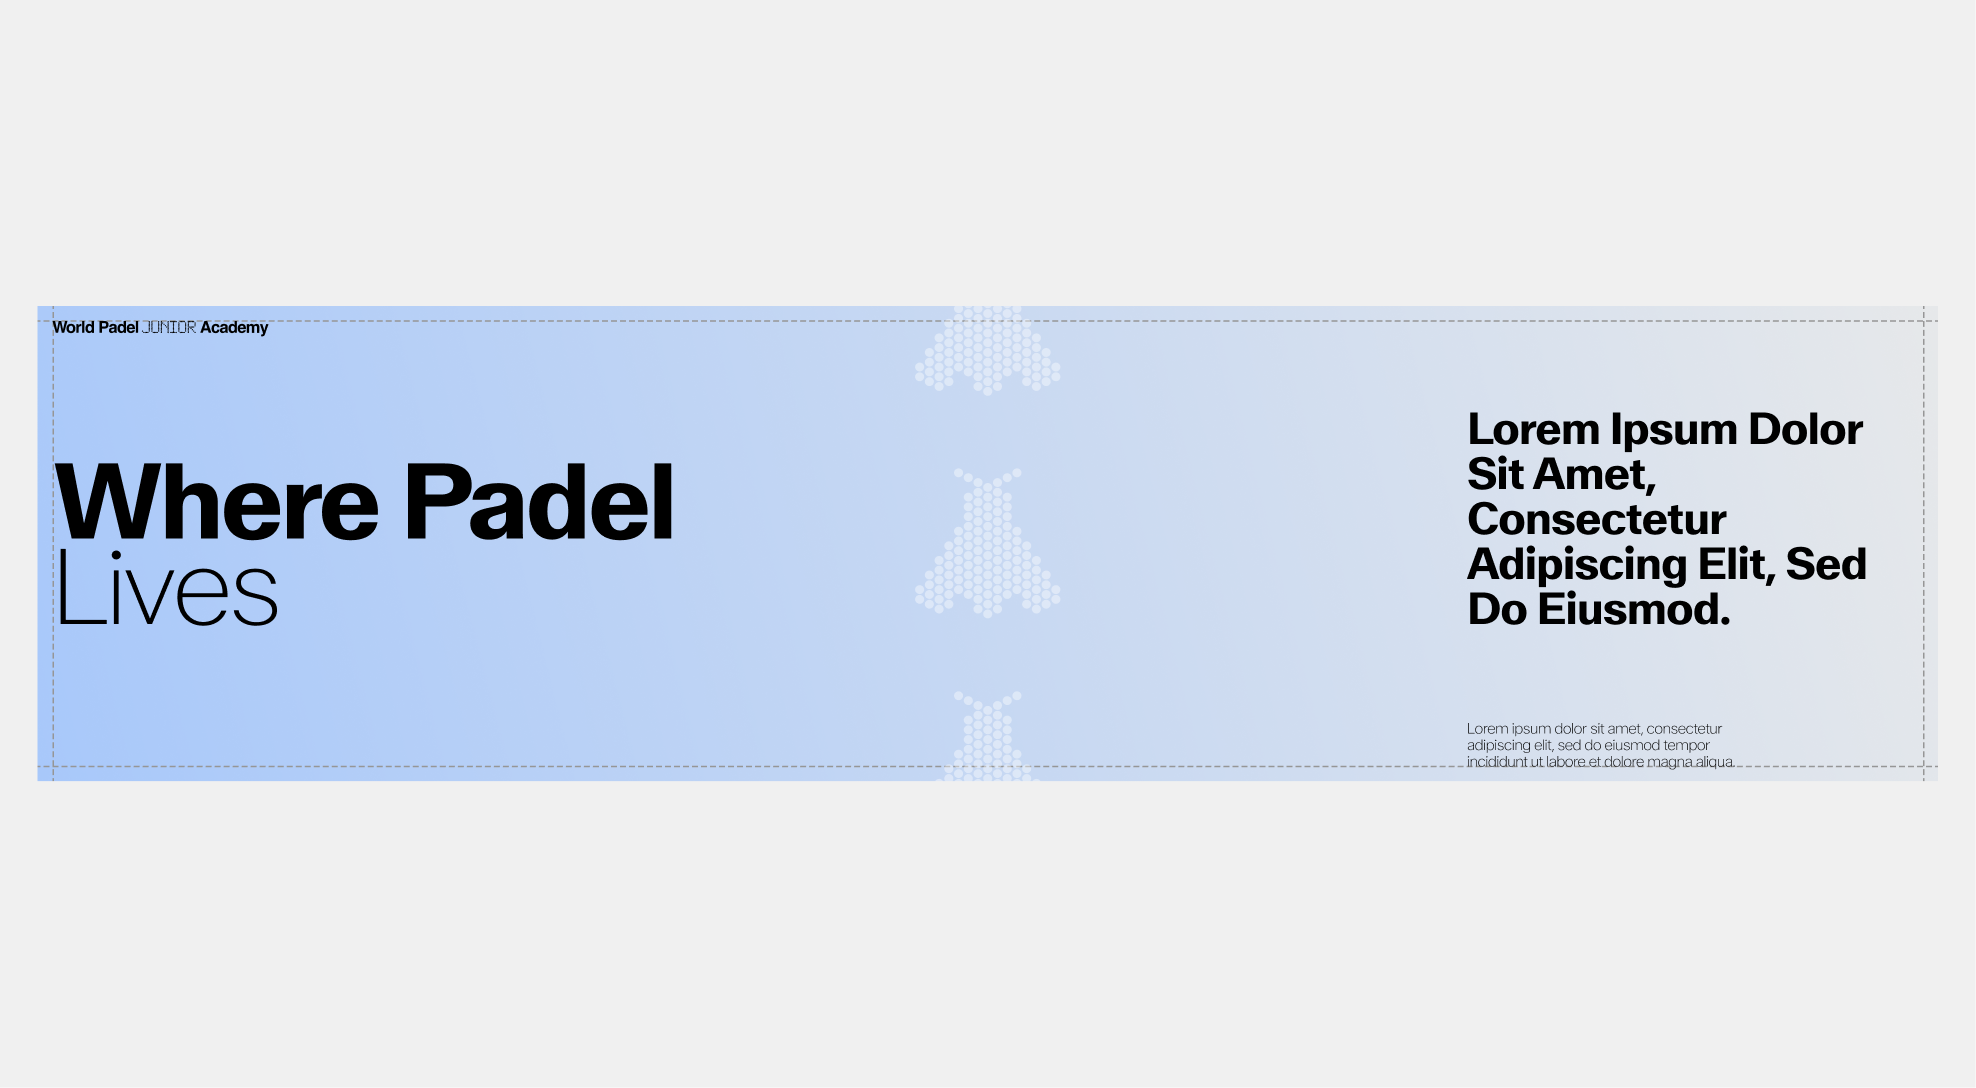 World Padel JUNIOR Academy
Where Padel
Lives
Lorem Ipsum Dolor
Sit Amet,
Consectetur
Adipiscing Elit, Sed
Do Eiusmod.
Lorem ipsum dolor sit amet, consectetur
adipiscing elit, sed do eiusmod tempor
incididunt ut labore et dolore magna aliqua.